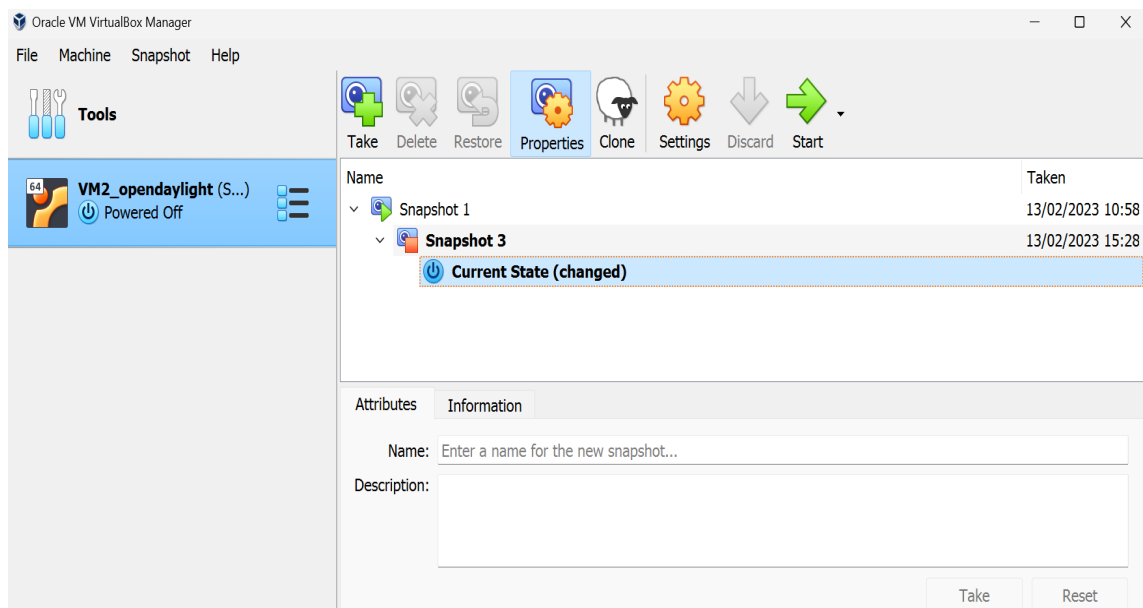 Oracle VM VirtualBox Manager
File Machine Snapshot Help
Tools
Take Delete Restore Properties Clone Settings Discard Start
64
VM2_opendaylight (S...)
Powered Off
Name Taken
Snapshot 1 13/02/2023 10:58
Snapshot 3 13/02/2023 15:28
Current State (changed)
Attributes Information
Name: Enter a name for the new snapshot...
Description:
Take Reset